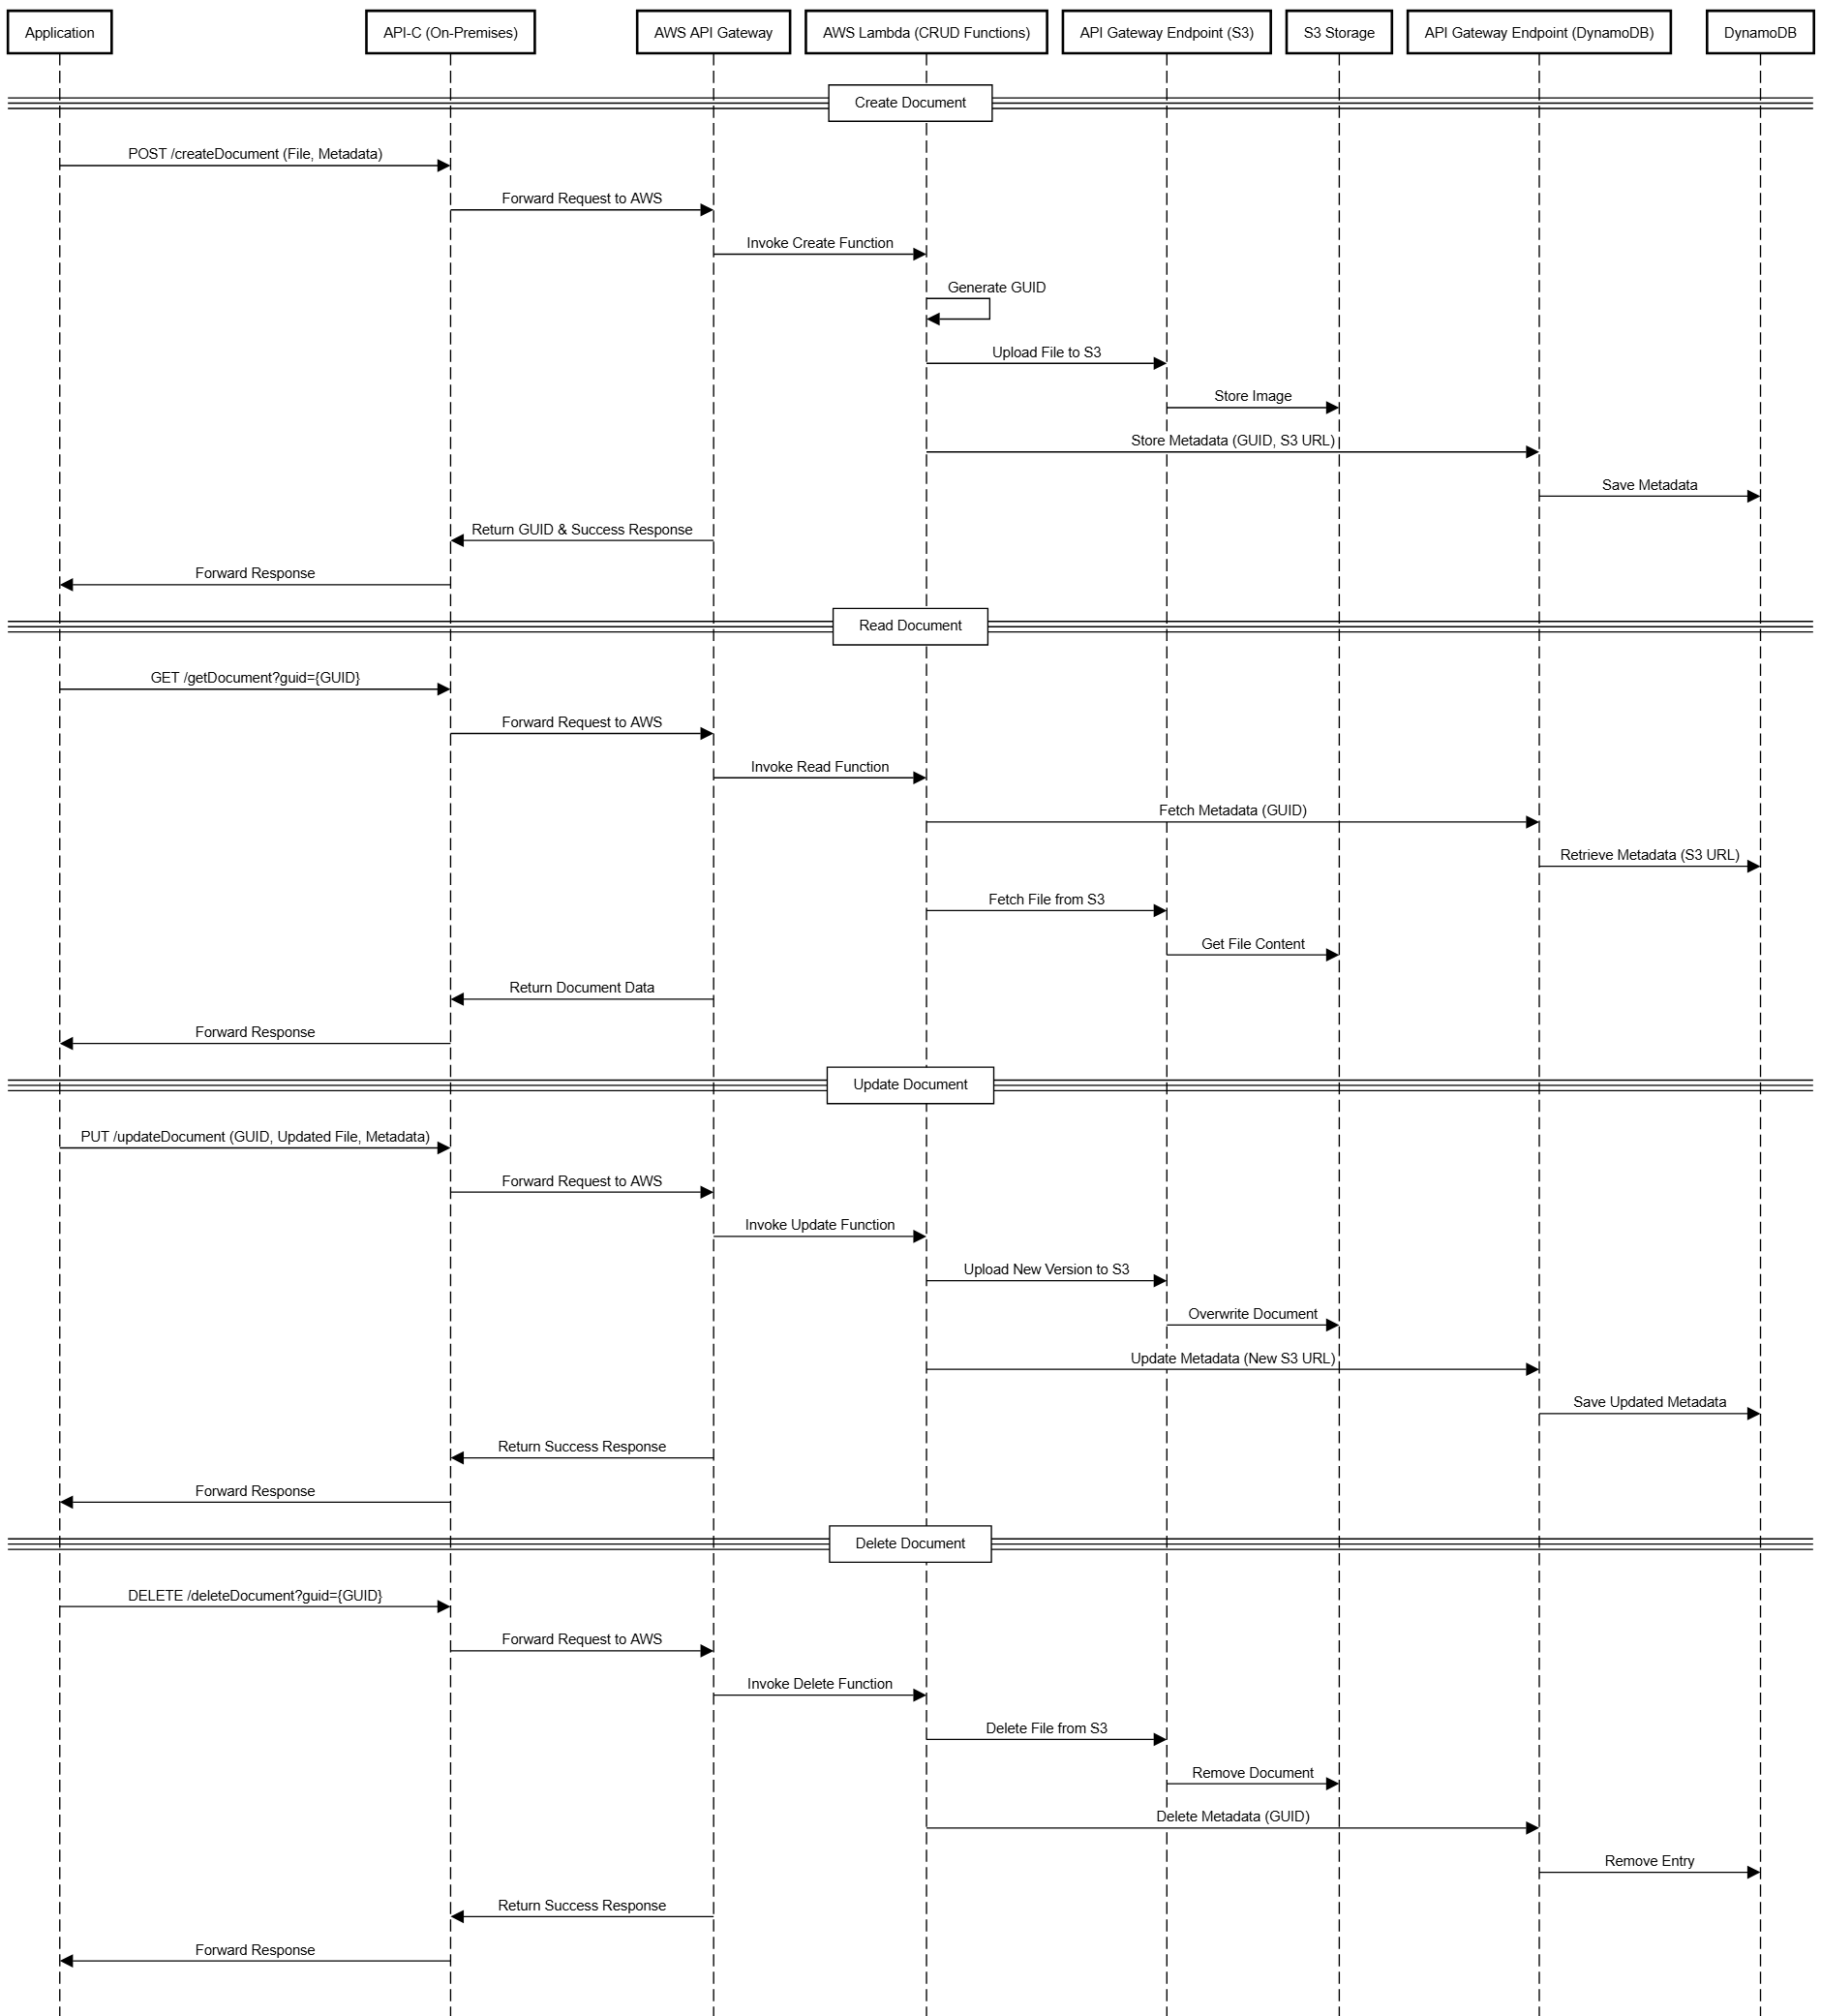 Application
API-C (On-Premises)
AWS API Gateway
AWS Lambda (CRUD Functions)
API Gateway Endpoint (S3)
S3 Storage
API Gateway Endpoint (DynamoDB)
DynamoDB
Create Document
POST /createDocument (File, Metadata)
Forward Request to AWS
Invoke Create Function
Generate GUID
Upload File to S3
Store Image
Store Metadata (GUID, S3 URL)
Save Metadata
Return GUID & Success Response
Forward Response
Read Document
GET /getDocument?guid={GUID}
Forward Request to AWS
Invoke Read Function
Fetch Metadata (GUID)
Retrieve Metadata (S3 URL)
Fetch File from S3
Get File Content
Return Document Data
Forward Response
Update Document
PUT /updateDocument (GUID, Updated File, Metadata)
Forward Request to AWS
Invoke Update Function
Upload New Version to S3
Overwrite Document
Update Metadata (New S3 URL)
Save Updated Metadata
Return Success Response
Forward Response
Delete Document
DELETE /deleteDocument?guid={GUID}
Forward Request to AWS
Invoke Delete Function
Delete File from S3
Remove Document
Delete Metadata (GUID)
Remove Entry
Return Success Response
Forward Response